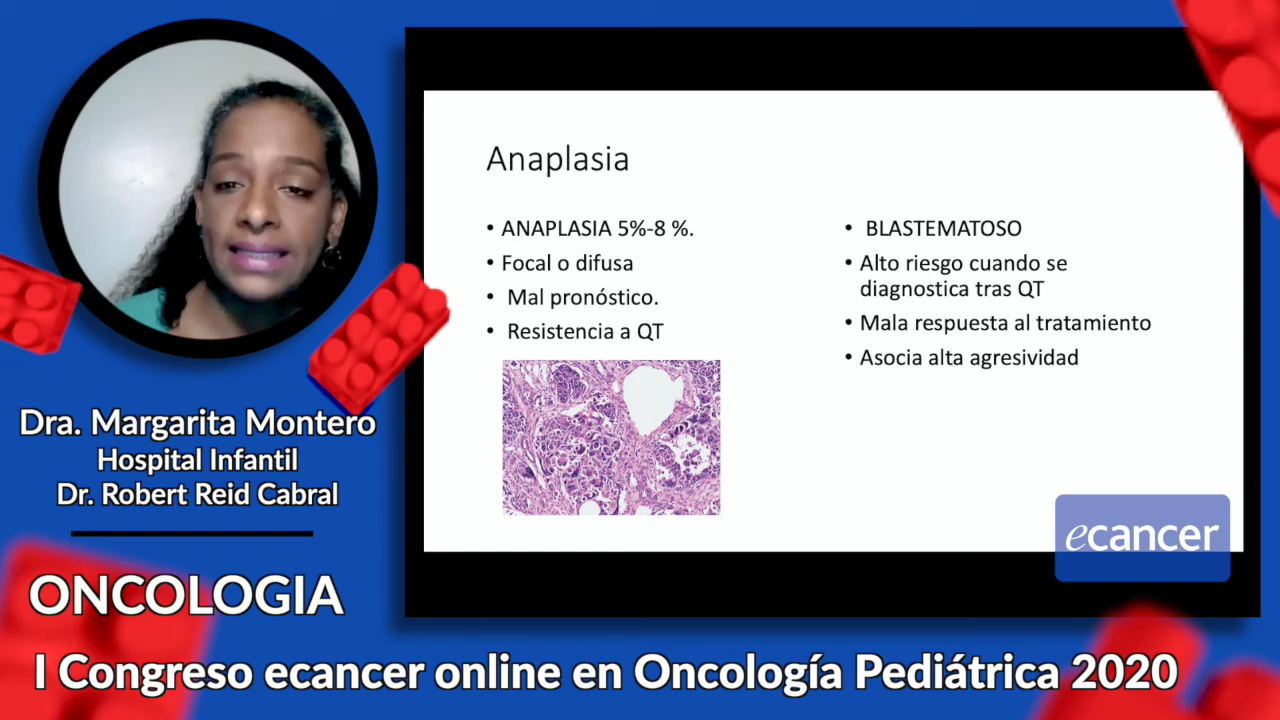 Anaplasia
• ANAPLASIA 5%-8 %.
• Focal o difusa
• Mal pronóstico.
• Resistencia a QT
• BLASTEMATOSO
• Alto riesgo cuando se
diagnostica tras QT
• Mala respuesta al tratamiento
• Asocia alta agresividad
ecancer
Dra. Margarita Montero
Hospital Infantil
Dr. Robert Reid Cabral
ONCOLOGIA
I Congreso ecancer online en Oncología Pediátrica 2020